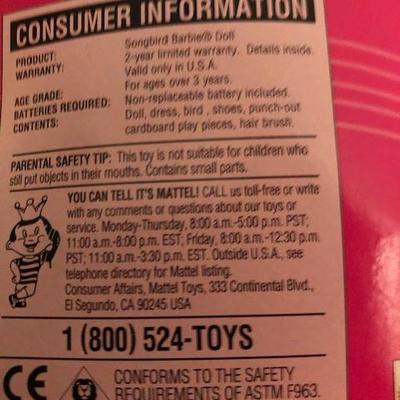 CONSUMER INFORMATION
PRODUCT: Songbird Barbie® Doll
WARRANTY: 2-year limited warranty. Details inside.
Valid only in U.S.A.
AGE GRADE: For ages over 3 years.
BATTERIES REQUIRED: Non-replaceable battery included.
CONTENTS: Doll, dress, bird , shoes, punch-out
cardboard play pieces, hair brush.
PARENTAL SAFETY TIP: This toy is not suitable for children who
still put objects in their mouths. Contains small parts.
YOU CAN TELL IT'S MATTEL! CALL us toll-free or write
with any comments or questions about our toys or
service. Monday-Thursday, 8:00 a.m.-5:00 p.m. PST;
11:00 a.m.-8:00 p.m. EST; Friday, 8:00 a.m.-12:30 p.m.
PST; 11:00 a.m.-3:30 p.m. EST. Outside U.S.A., see
telephone directory for Mattel listing.
Consumer Affairs, Mattel Toys, 333 Continental Blvd.,
El Segundo, CA 90245 USA
1 (800) 524-TOYS
CE
CONFORMS TO THE SAFETY
REQUIREMENTS OF ASTM F963.